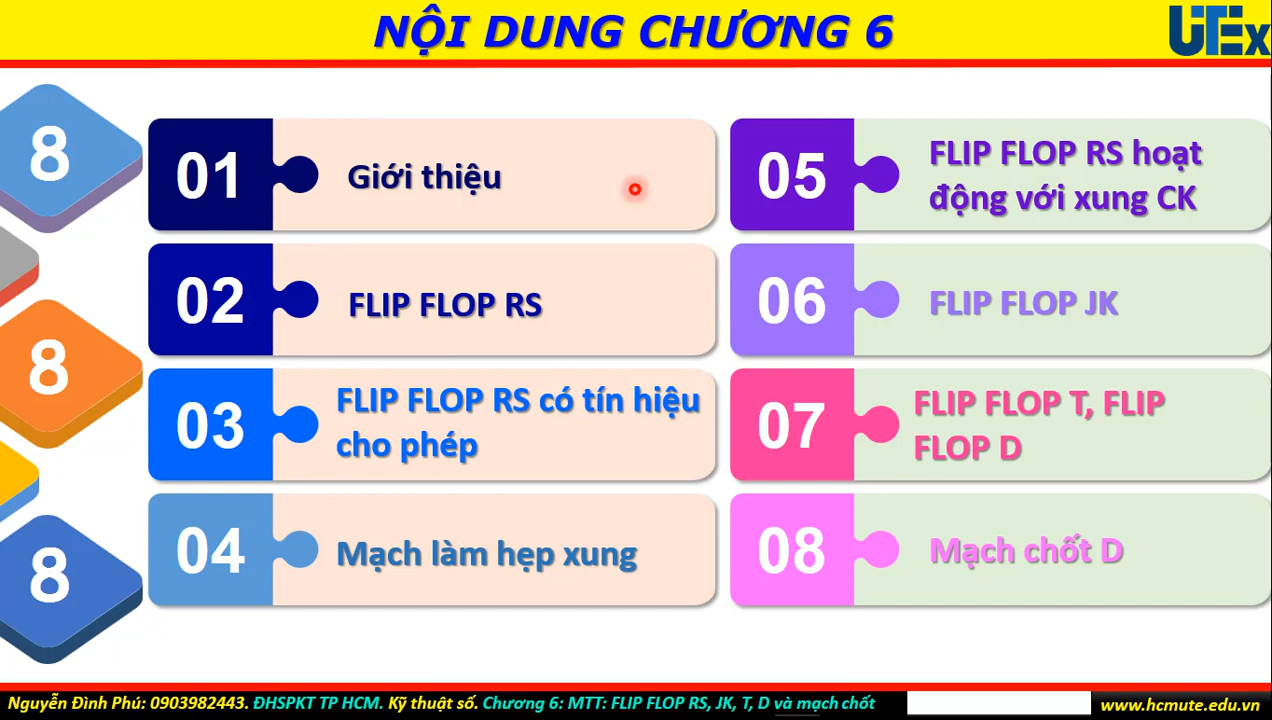 NỘI DUNG CHƯƠNG 6
UTEx
8
8
8
01
Giới thiệu
02
FLIP FLOP RS
03
FLIP FLOP RS có tín hiệu
cho phép
04
Mạch làm hẹp xung
05
FLIP FLOP RS hoạt
động với xung CK
06
FLIP FLOP JK
07
FLIP FLOP T, FLIP
FLOP D
08
Mạch chốt D
Nguyễn Đình Phú: 0903982443. ĐHSPKT TP HCM. Kỹ thuật số. Chương 6: MTT: FLIP FLOP RS, JK, T, D và mạch chốt
www.hcmute.edu.vn